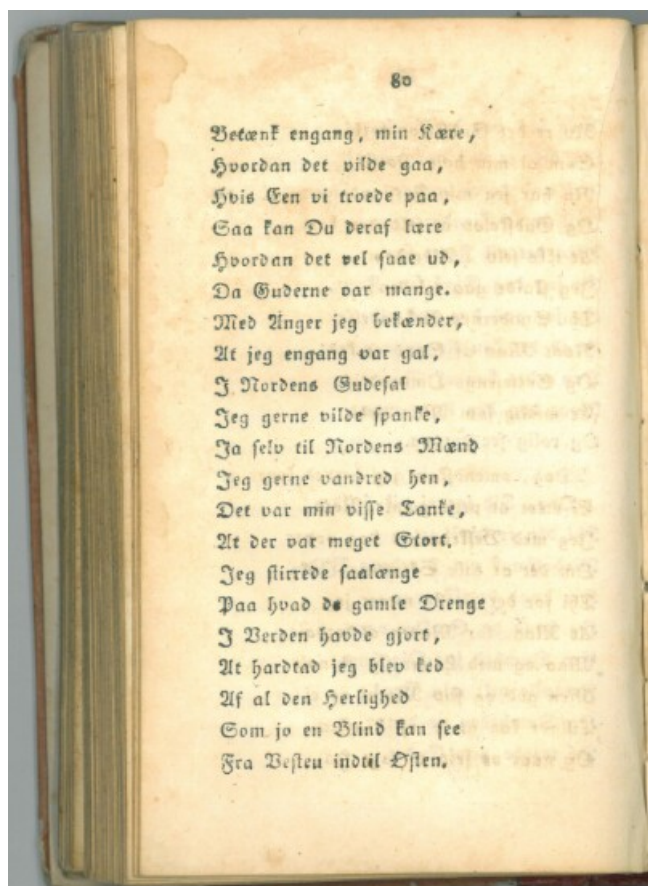 80
Betænk engang, min Kære,
Hvordan det vilde gaa,
Hvis Een vi troede paa,
Saa kan Du deraf lære
Hvordan det vel saae ud,
Da Guderne var mange.
Med Anger jeg bekænder,
At jeg engang var gal,
I Nordens Gudesal
Jeg gerne vilde spanke,
Ja selv til Nordens Mænd
Jeg gerne vandred hen,
Det var min visse Tanke,
At der var meget Stort.
Jeg stirrede saalænge
Paa hvad de gamle Drenge
I Verden havde gjort,
At hardtad jeg blev ked
Af al den Herlighed
Som jo en Blind kan see
Fra Vesteu indtil Østen.